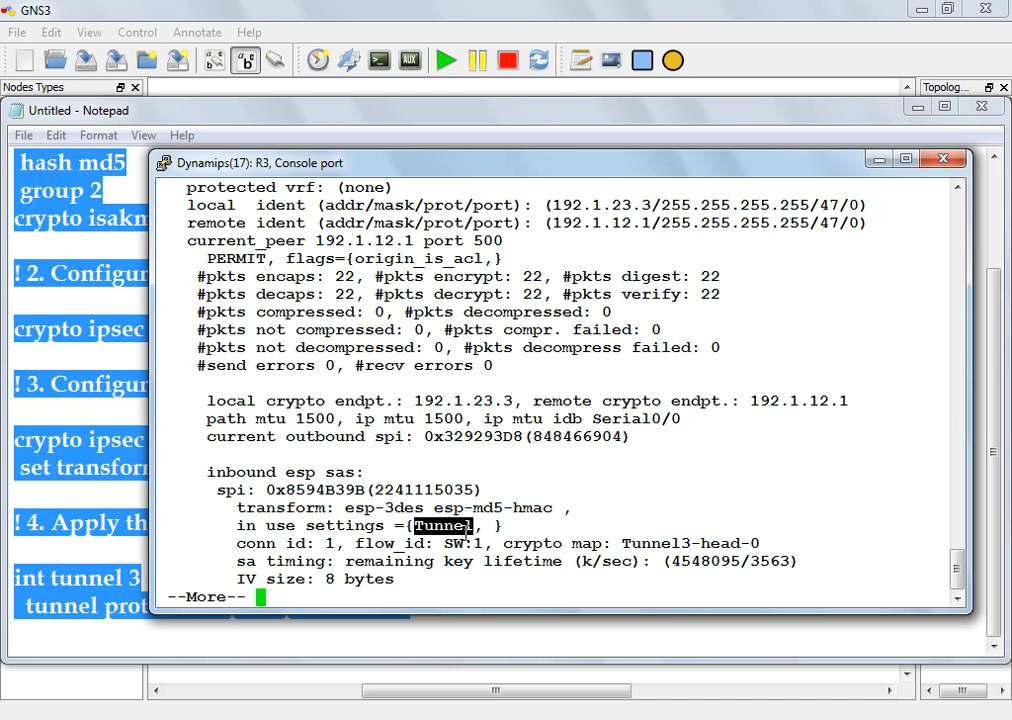 GNS3
File Edit View Control Annotate Help
AUX
Nodes Types
Topolog...
Untitled - Notepad
File Edit Format View Help
hash md5
group 2
crypto isakm
! 2. Configur
crypto ipsec
! 3. Configur
crypto ipsec
set transform
! 4. Apply th
int tunnel 3
tunnel prot
Dynamips(17): R3, Console port
protected vrf: (none)
local  ident (addr/mask/prot/port): (192.1.23.3/255.255.255.255/47/0)
remote ident (addr/mask/prot/port): (192.1.12.1/255.255.255.255/47/0)
current_peer 192.1.12.1 port 500
PERMIT, flags={origin_is_acl,}
#pkts encaps: 22, #pkts encrypt: 22, #pkts digest: 22
#pkts decaps: 22, #pkts decrypt: 22, #pkts verify: 22
#pkts compressed: 0, #pkts decompressed: 0
#pkts not compressed: 0, #pkts compr. failed: 0
#pkts not decompressed: 0, #pkts decompress failed: 0
#send errors 0, #recv errors 0
local crypto endpt.: 192.1.23.3, remote crypto endpt.: 192.1.12.1
path mtu 1500, ip mtu 1500, ip mtu idb Serial0/0
current outbound spi: 0x329293D8(848466904)
inbound esp sas:
spi: 0x8594B39B(2241115035)
transform: esp-3des esp-md5-hmac ,
in use settings ={Tunnel, }
conn id: 1, flow_id: SW:1, crypto map: Tunnel3-head-0
sa timing: remaining key lifetime (k/sec): (4548095/3563)
IV size: 8 bytes
--More--